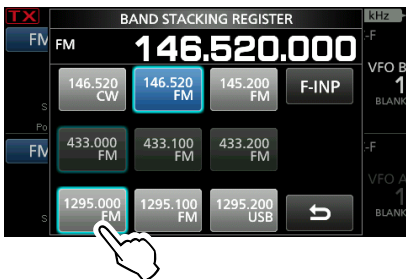 TX
BAND STACKING REGISTER
kHz
FM
FM
146.520.000
-F
146.520
CW
146.520
FM
145.200
FM
F-INP
VFO B
1
BLANK
S
Po
FM
433.000
FM
433.100
FM
433.200
FM
-F
VFO A
1
BLANK
S
1295.000
FM
1295.100
FM
1295.200
USB